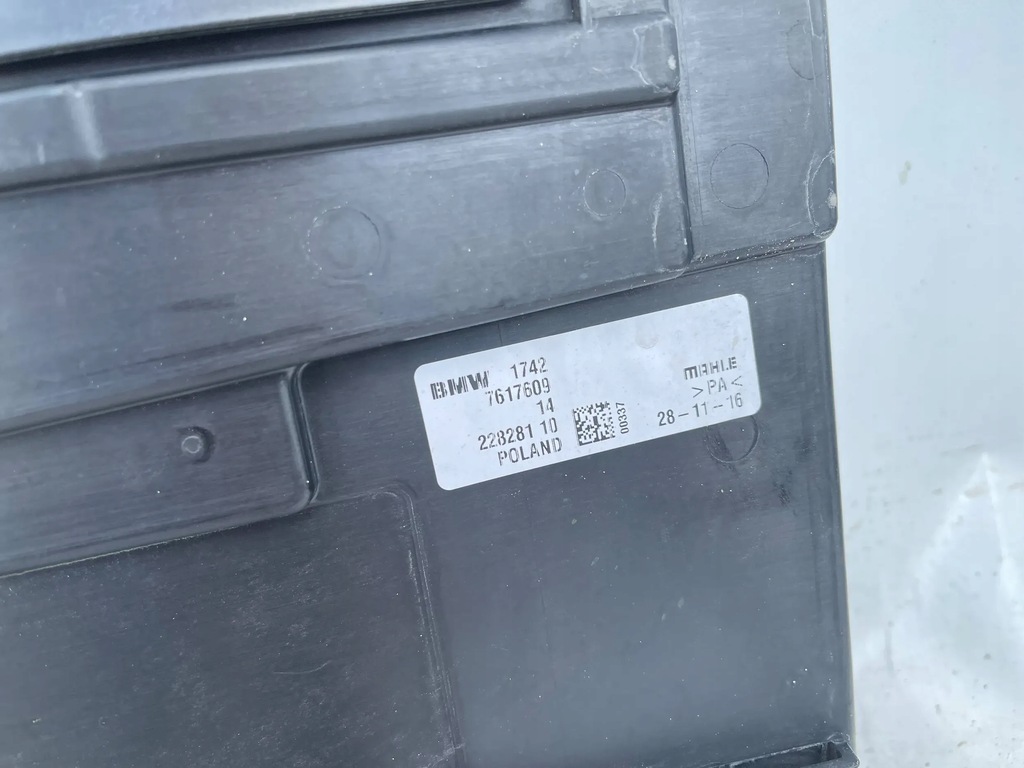 BMW 1742
7617609
14
228281 10
POLAND
00337
MAHLE
>PA<
28-11-16